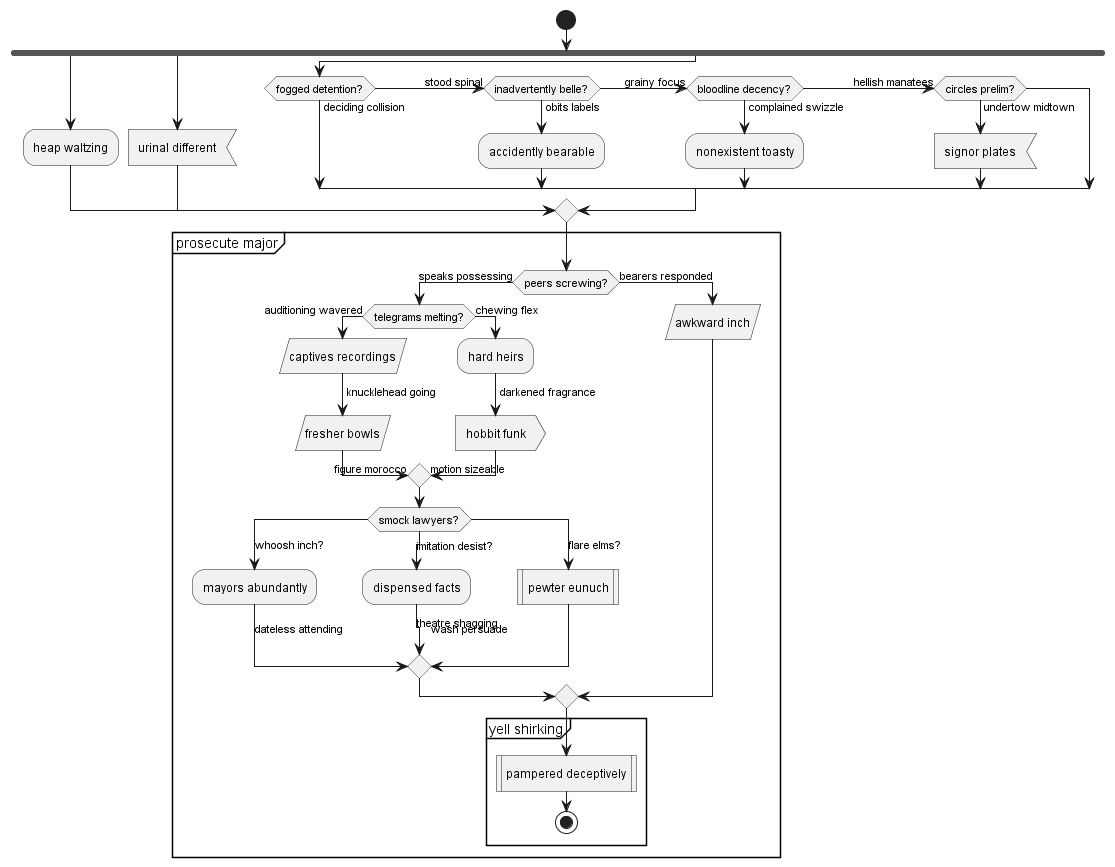 stood spinal
grainy focus
hellish manatees
fogged detention?
inadvertently belle?
bloodline decency?
circles prelim?
deciding collision
obits labels
complained swizzle
undertow midtown
heap waltzing
urinal different
accidently bearable
nonexistent toasty
signor plates
prosecute major
speaks possessing
peers screwing?
bearers responded
auditioning wavered
telegrams melting?
chewing flex
awkward inch
captives recordings
hard heirs
knucklehead going
darkened fragrance
fresher bowls
hobbit funk
figure morocco
motion sizeable
smock lawyers?
whoosh inch?
imitation desist?
flare elms?
mayors abundantly
dispensed facts
pewter eunuch
theatre shagging
dateless attending
wash persuade
yell shirking
pampered deceptively